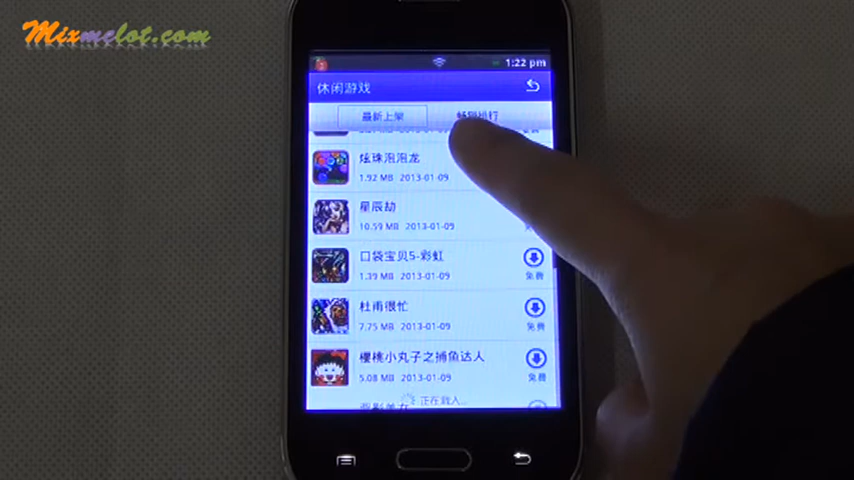 Mixmelot.com
1:22 pm
休闲游戏
最新上架
炫珠泡泡龙
1.92 MB 2013-01-09
星辰劫
10.59 MB 2013-01-09
口袋宝贝5-彩虹
1.39 MB 2013-01-09
免费
杜甫很忙
7.75 MB 2013-01-09
免费
樱桃小丸子之捕鱼达人
5.08 MB 2013-01-09
免费
正在载入...